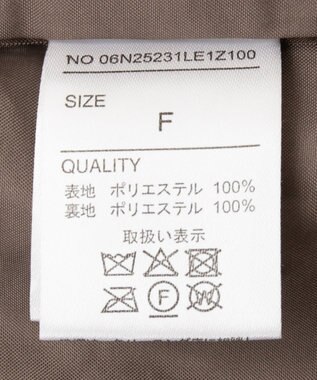 NO 06N25231LE1Z100
SIZE
F
QUALITY
表地 ポリエステル 100%
裏地 ポリエステル 100%
取扱い表示
F W